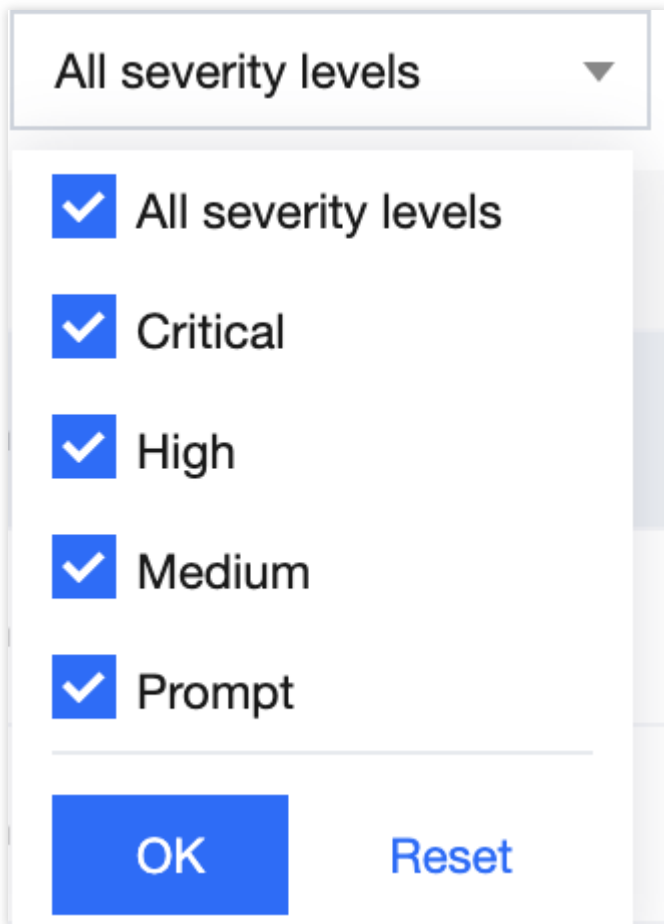 All severity levels
All severity levels
Critical
High
Medium
Prompt
OK
Reset